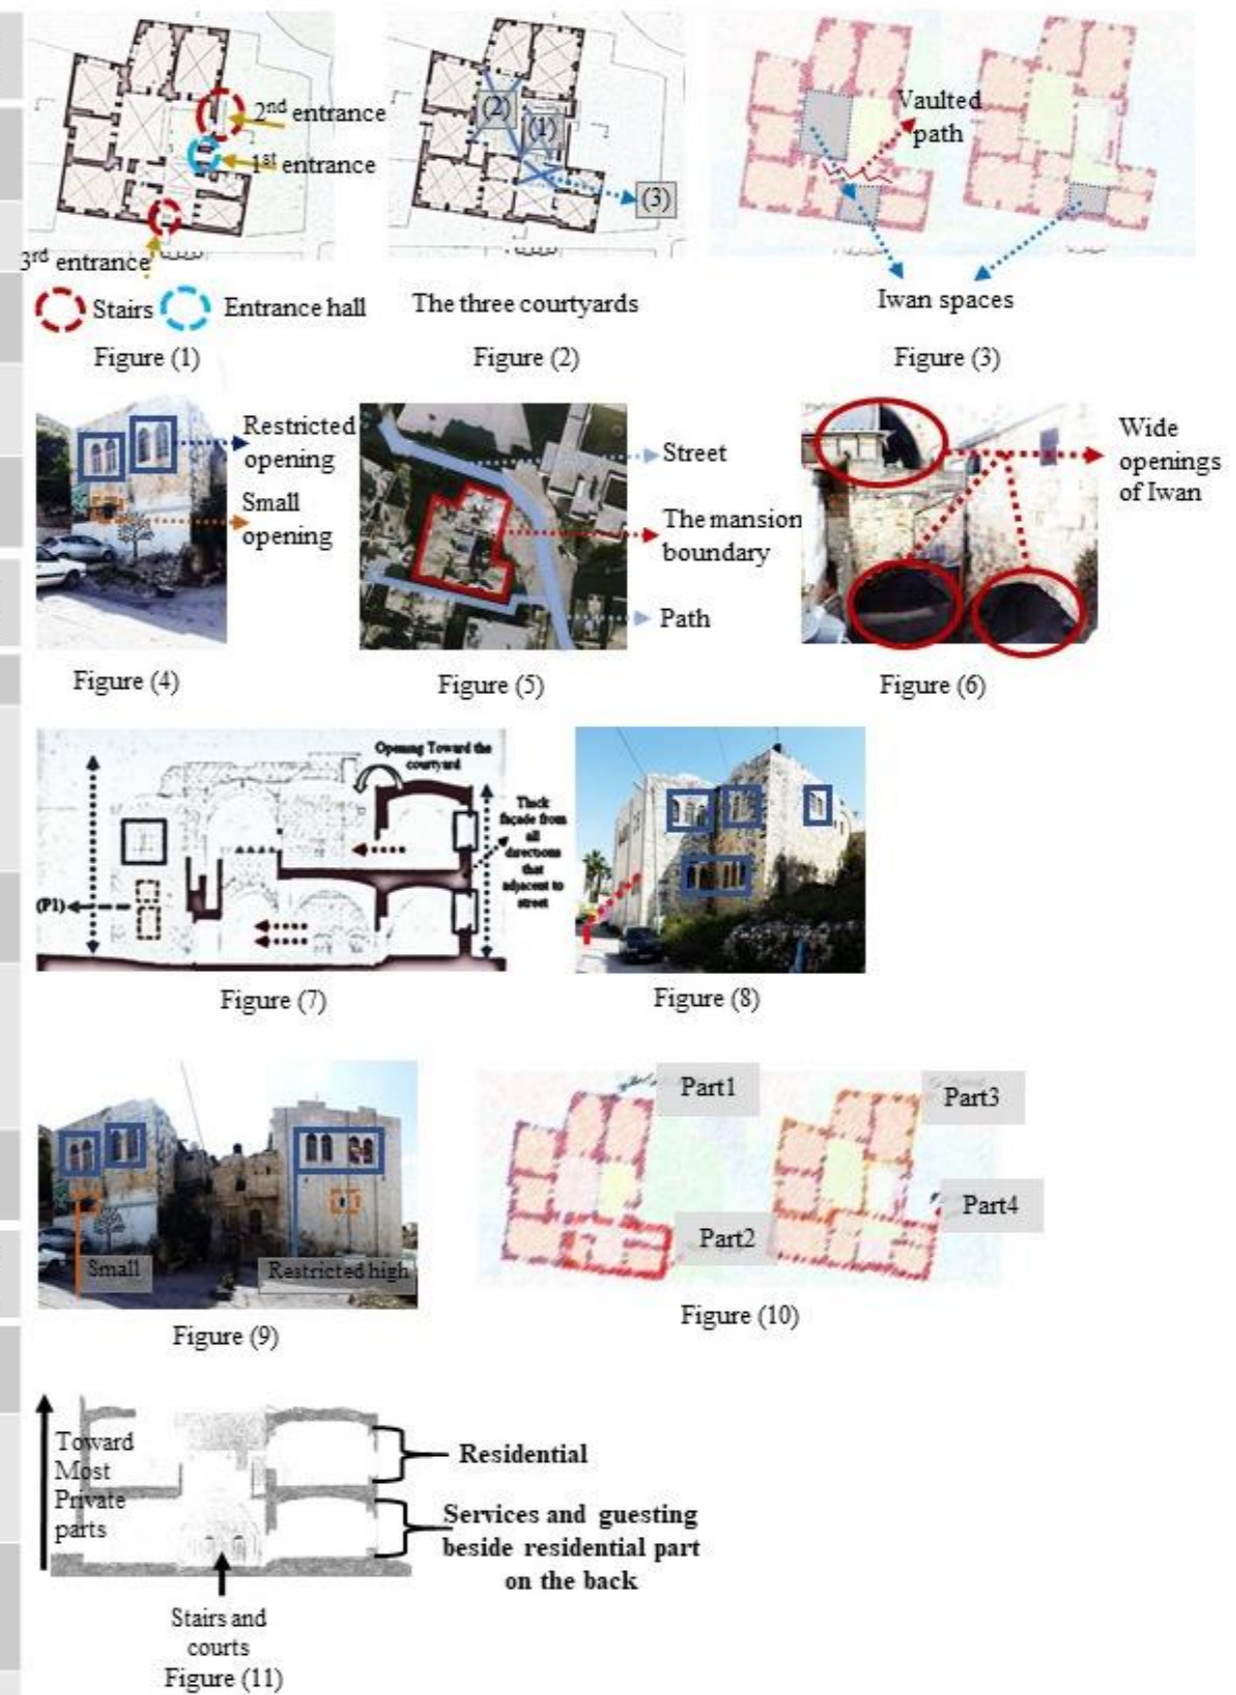 2nd entrance
1st entrance
3rd entrance
Stairs
Entrance hall
Figure (1)
(2)
(1)
(3)
The three courtyards
Figure (2)
Vaulted
path
Iwan spaces
Figure (3)
Restricted
opening
Small
opening
Figure (4)
Street
The mansion
boundary
Path
Figure (5)
Wide
openings
of Iwan
Figure (6)
Opening Toward the
courtyard
Thick
façade from
all
directions
that
adjacent to
street
(P1)
Figure (7)
Figure (8)
Small
Restricted high
Figure (9)
Part1
Part2
Part3
Part4
Figure (10)
Toward
Most
Private
parts
Residential
Services and guesting
beside residential part
on the back
Stairs and
courts
Figure (11)